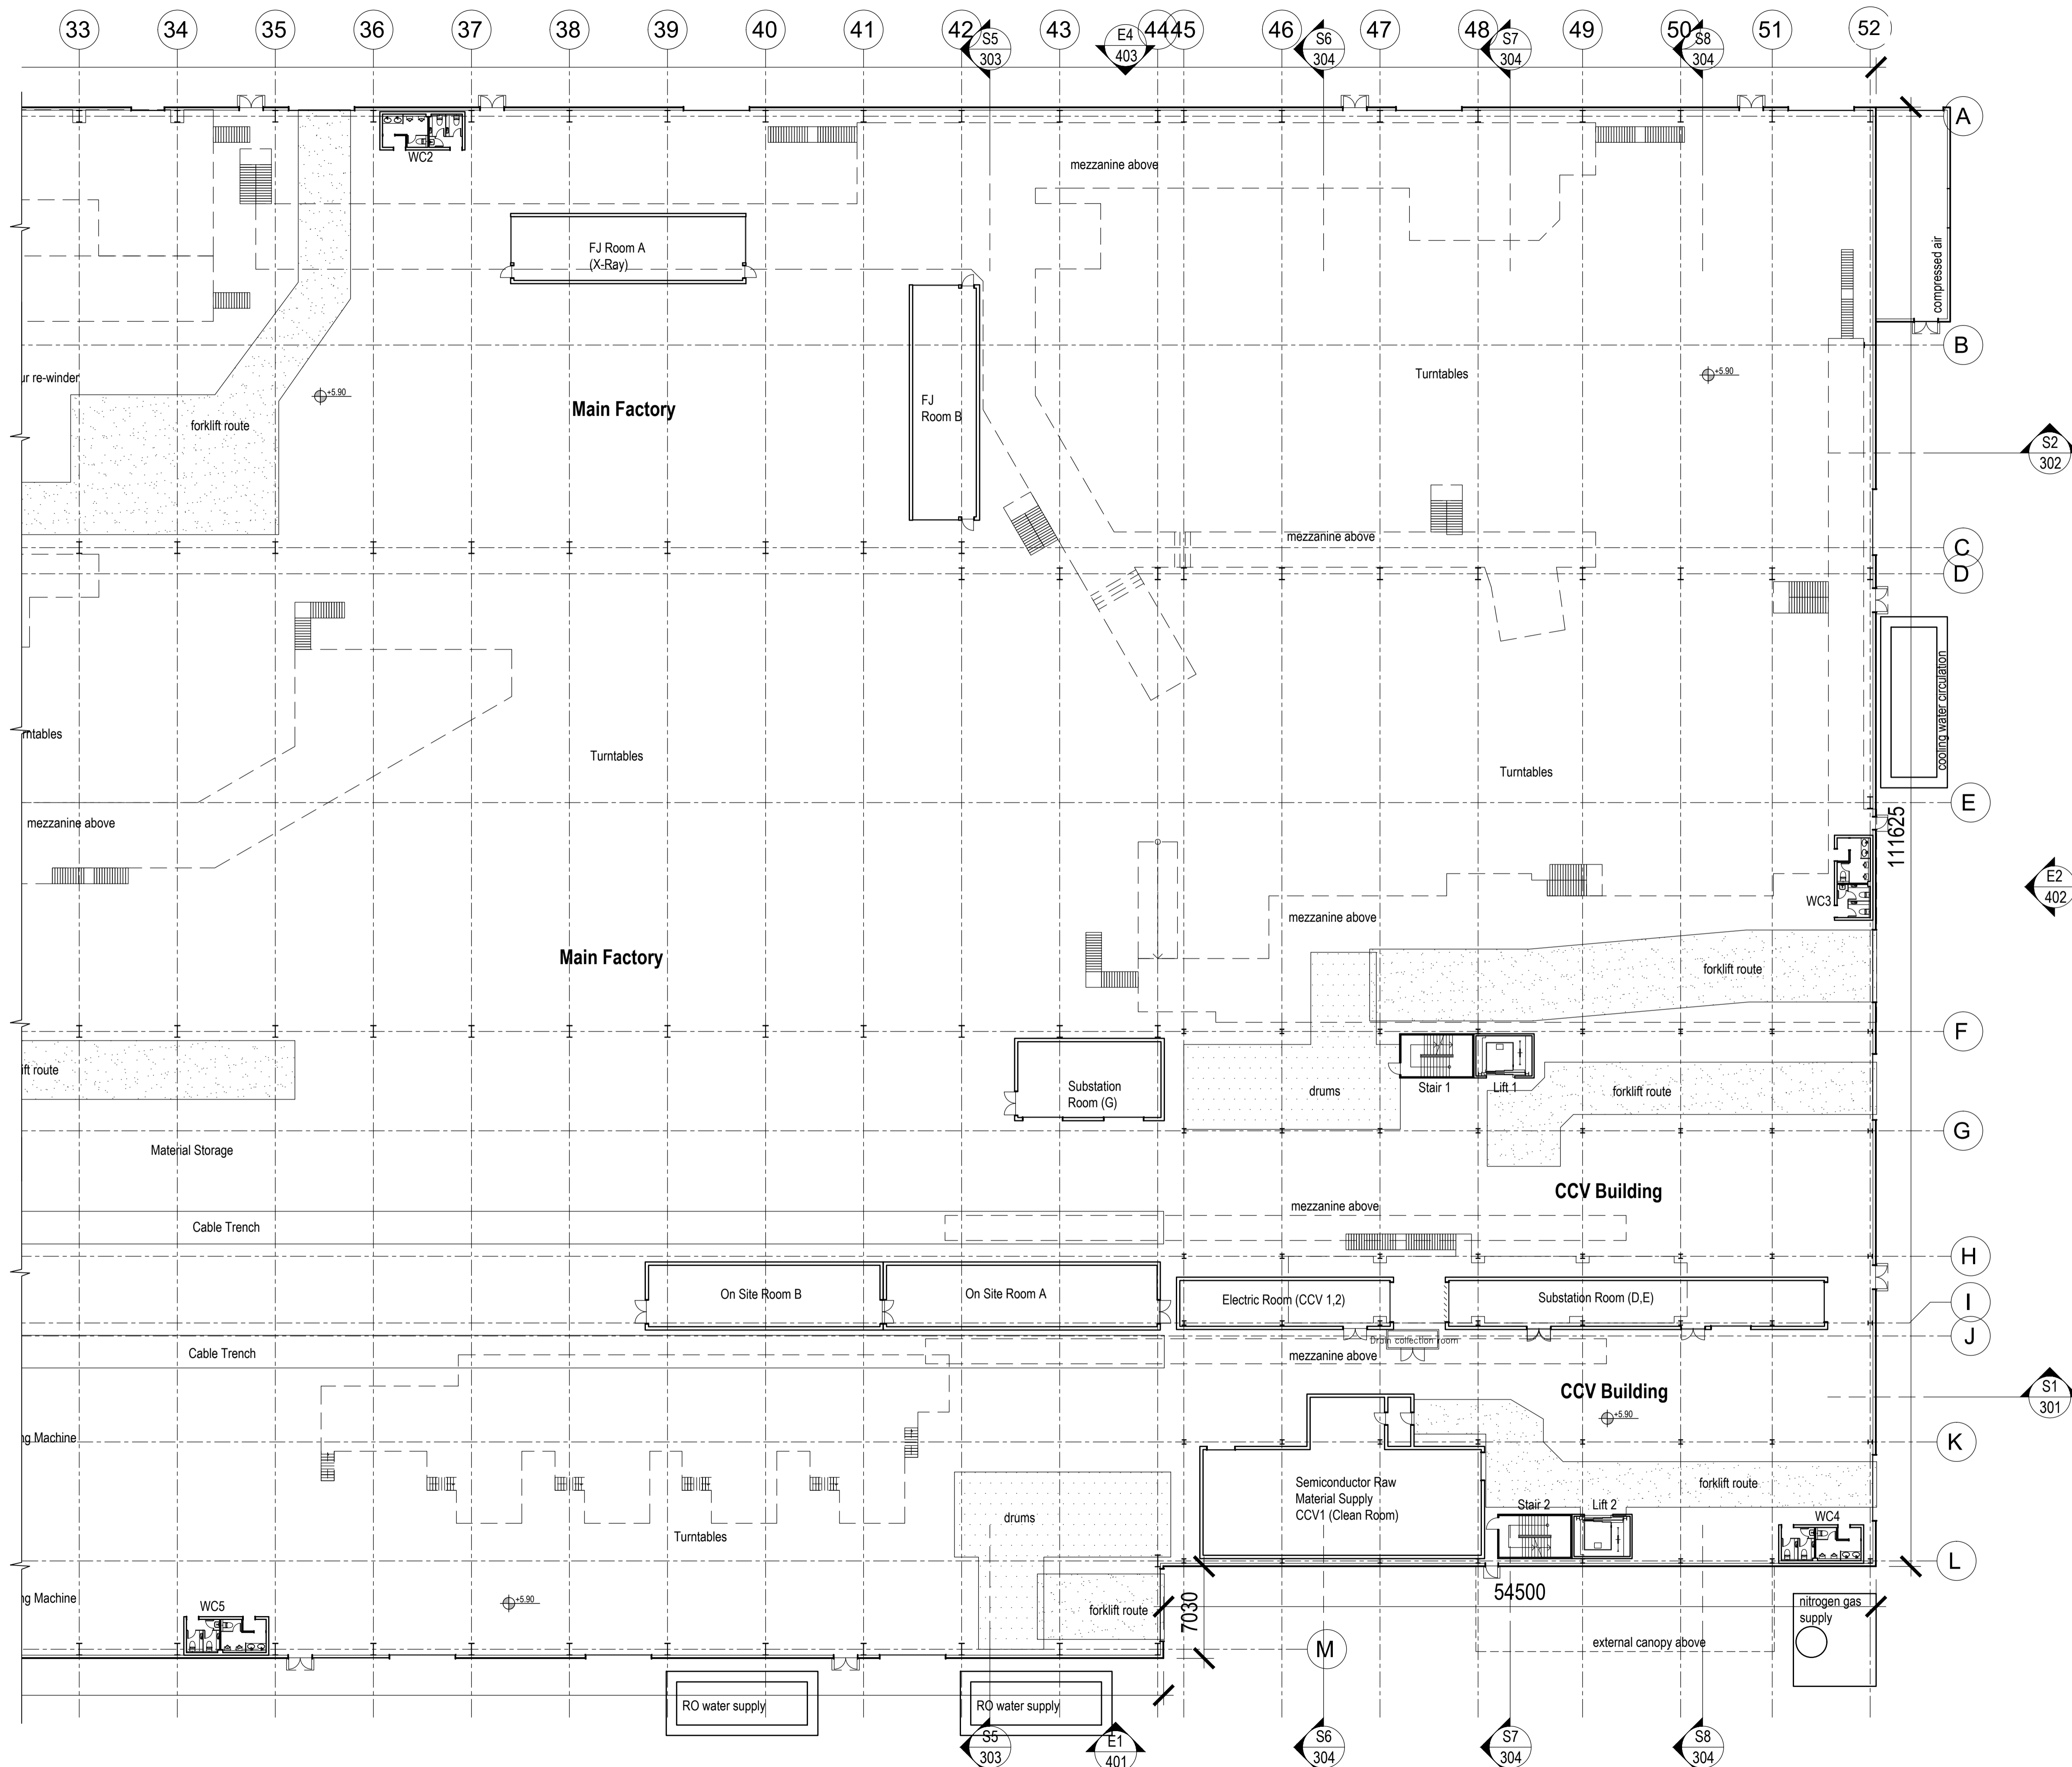 33 34 35 36 37 38 39 40 41 42 43 44 45 46 47 48 49 50 51 52
S5
303
E4
403
S6
304
S7
304
S8
304
A
WC2
mezzanine above
FJ Room A
(X-Ray)
compressed air
B
ur re-winder
+5.90
Main Factory
forklift route
FJ
Room B
Turntables
+5.90
S2
302
mezzanine above
C
D
cooling water circulation
rntables
Turntables
Turntables
E
mezzanine above
111625
E2
402
WC3
mezzanine above
Main Factory
forklift route
F
ift route
Substation
Room (G)
drums
Stair 1
Lift 1
forklift route
G
Material Storage
CCV Building
mezzanine above
Cable Trench
H
On Site Room B
On Site Room A
Electric Room (CCV 1,2)
Substation Room (D,E)
I
J
Drain collection room
Cable Trench
mezzanine above
CCV Building
S1
301
+5.90
ng Machine
K
Semiconductor Raw
Material Supply
CCV1 (Clean Room)
forklift route
Stair 2
Lift 2
WC4
drums
Turntables
L
ng Machine
+5.90
WC5
forklift route
7030
54500
nitrogen gas
supply
external canopy above
M
RO water supply
RO water supply
S5
303
E1
401
S6
304
S7
304
S8
304